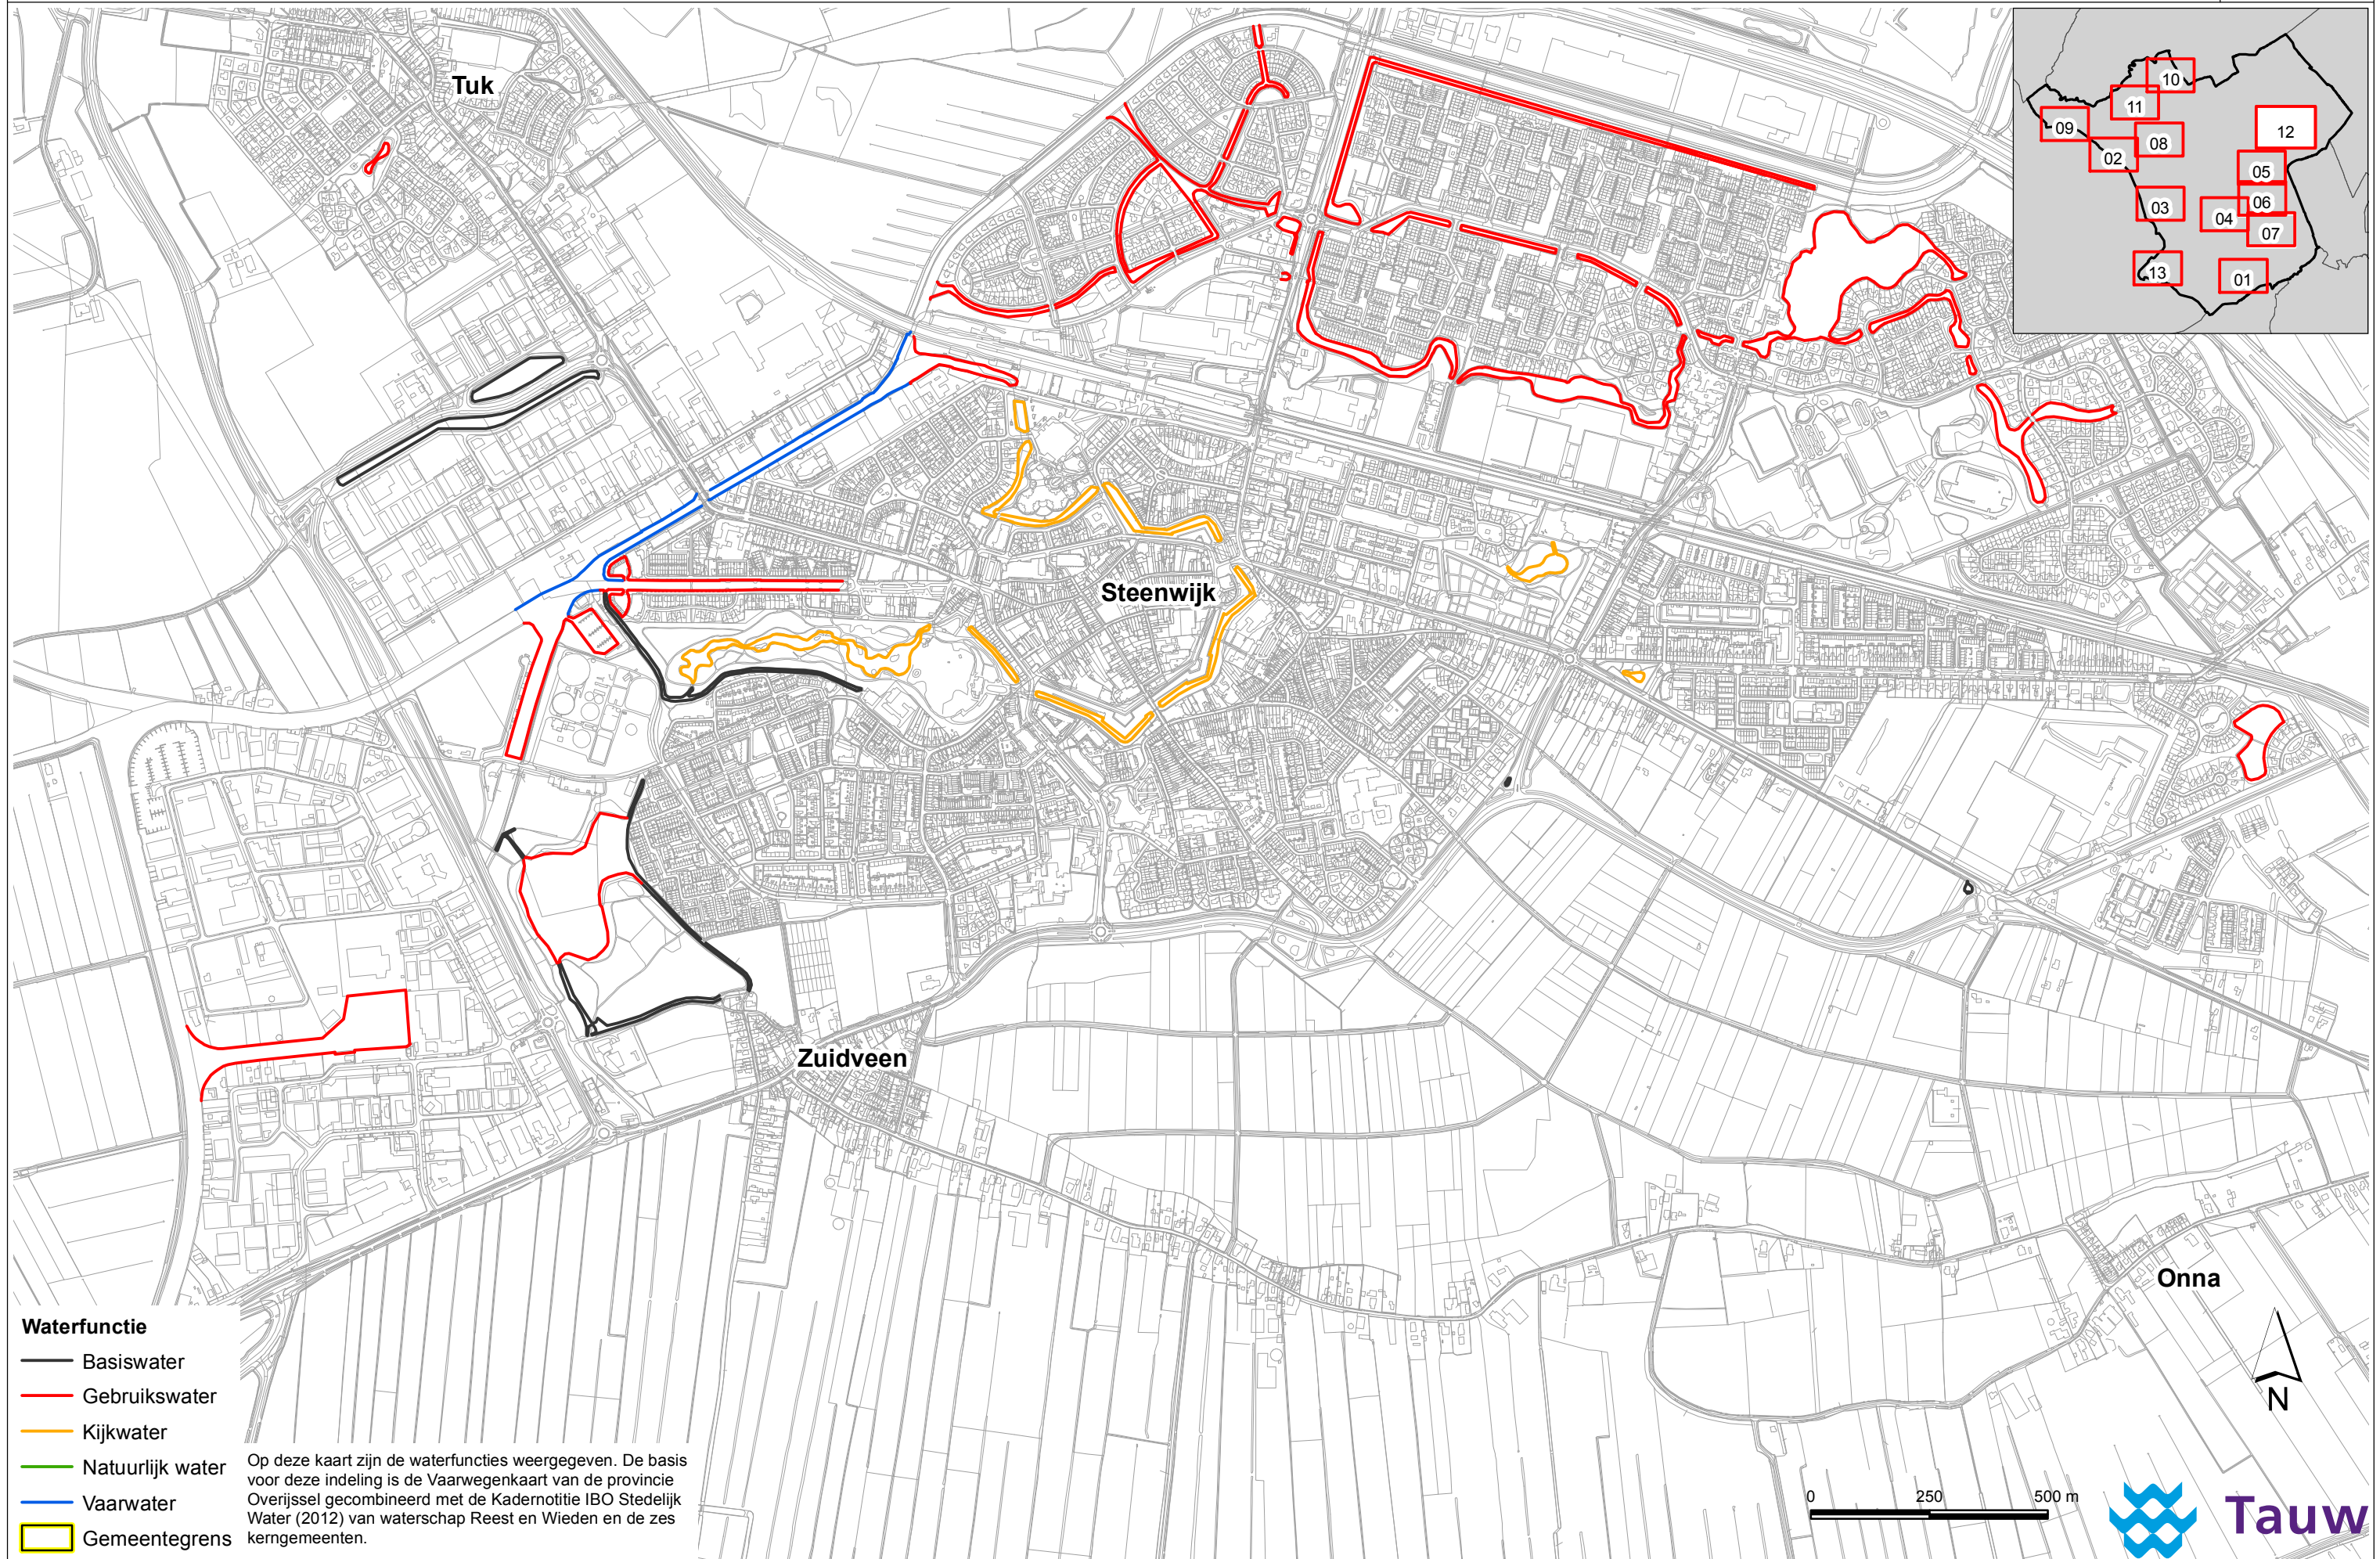 Tuk
10
11
09
12
08
02
05
06
03
04
07
13
01
Steenwijk
Zuidveen
Onna
Waterfunctie
Basiswater
Gebruikswater
Kijkwater
Natuurlijk water
Vaarwater
Gemeentegrens
Op deze kaart zijn de waterfuncties weergegeven. De basis
voor deze indeling is de Vaarwegenkaart van de provincie
Overijssel gecombineerd met de Kadernotitie IBO Stedelijk
Water (2012) van waterschap Reest en Wieden en de zes
kerngemeenten.
N
0 250 500 m
Tauw